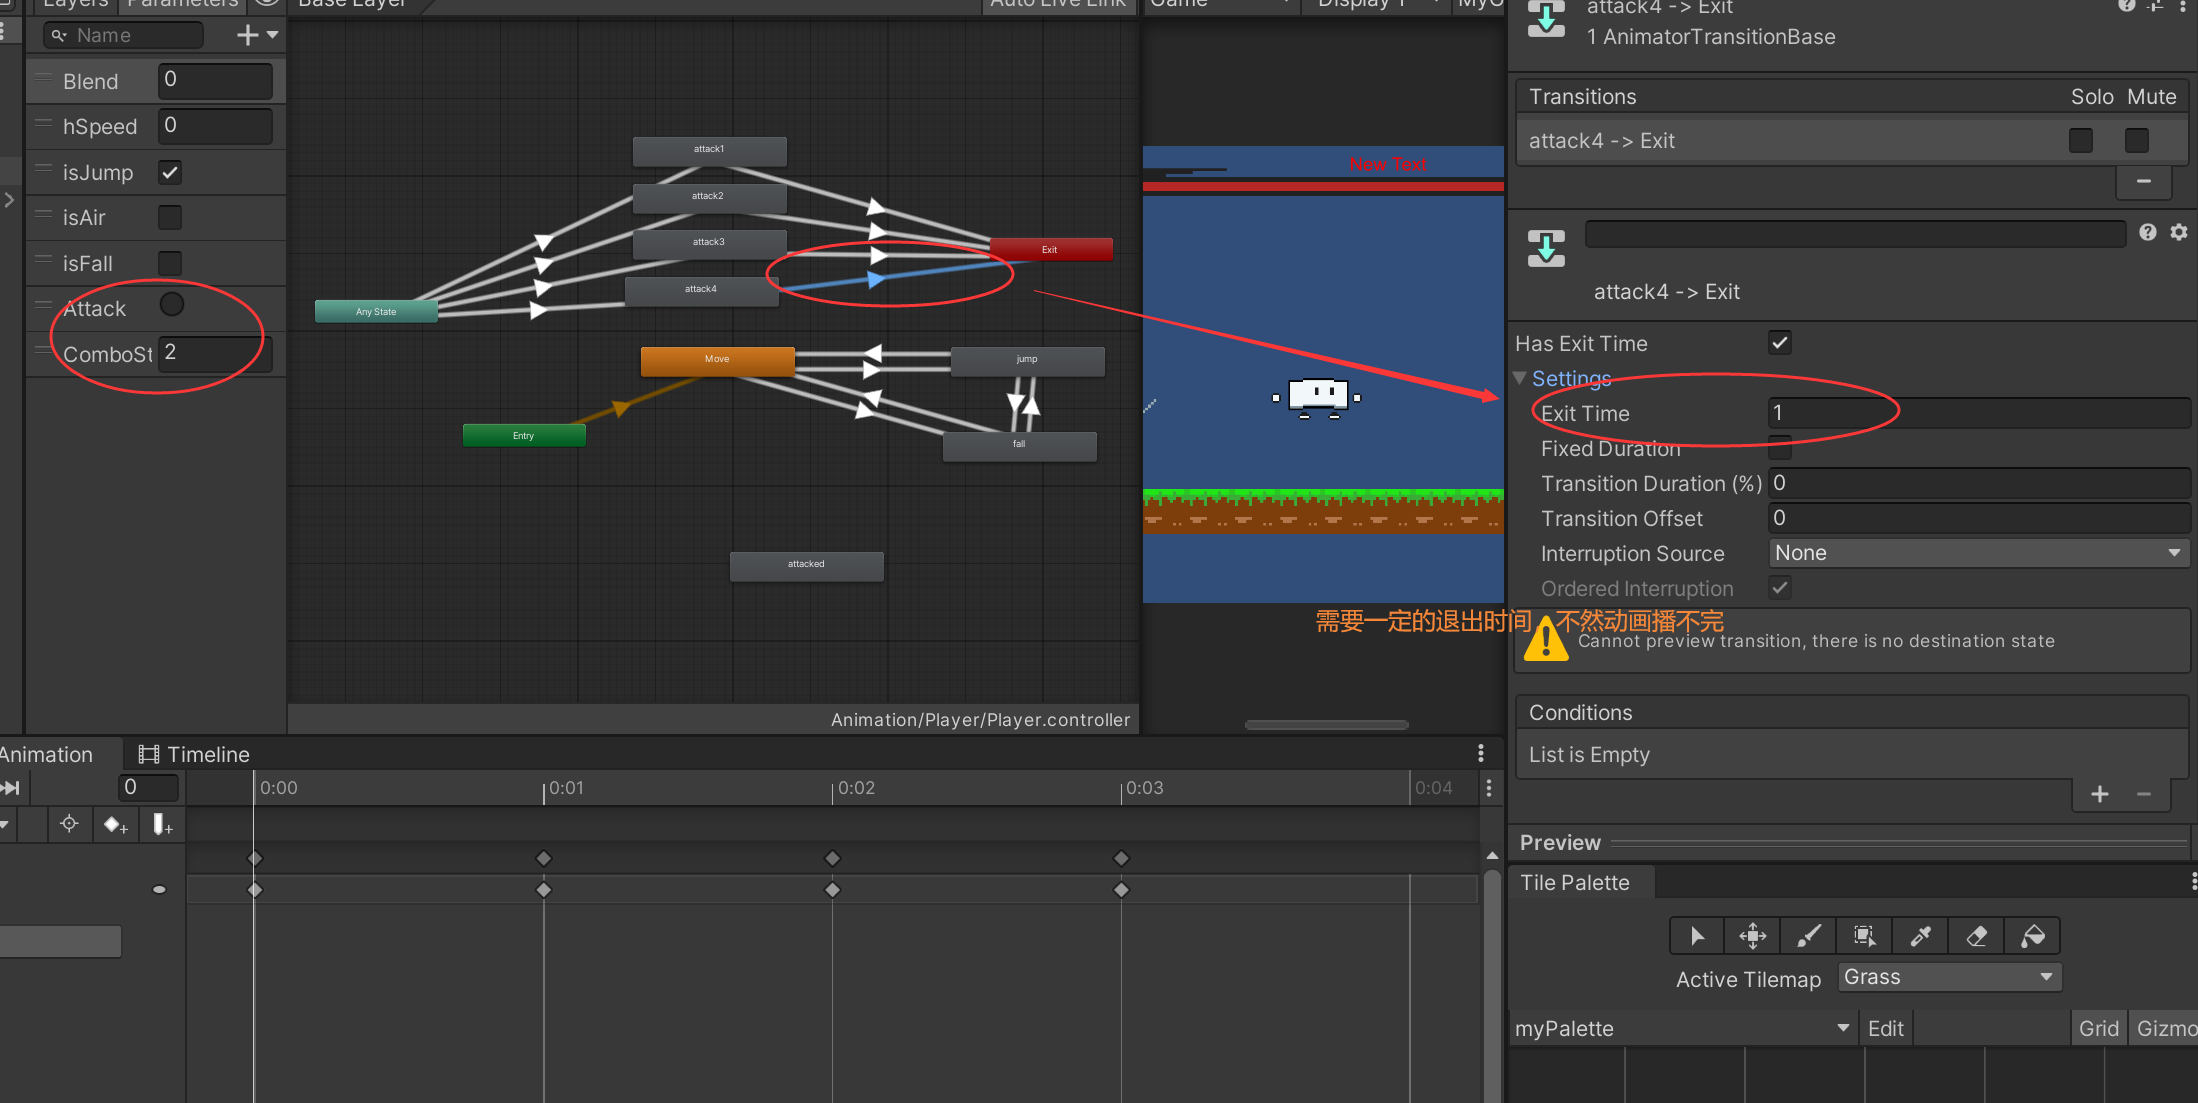 Layers Parameters
Base Layer
Auto Live Link
Game
Display 1
Name
Blend 0
hSpeed 0
isJump
isAir
isFall
Attack
ComboSt 2
attack1
attack2
attack3
attack4
Any State
Exit
Move
jump
Entry
fall
attacked
Animation/Player/Player.controller
New Text
attack4 -> Exit
1 AnimatorTransitionBase
Transitions Solo Mute
attack4 -> Exit
attack4 -> Exit
Has Exit Time
Settings
Exit Time 1
Fixed Duration
Transition Duration (%) 0
Transition Offset 0
Interruption Source None
Ordered Interruption
需要一定的退出时间，不然动画播不完
Cannot preview transition, there is no destination state
Conditions
List is Empty
Preview
Tile Palette
Active Tilemap Grass
myPalette Edit Grid Gizmo
Animation Timeline
0 0:00 0:01 0:02 0:03 0:04